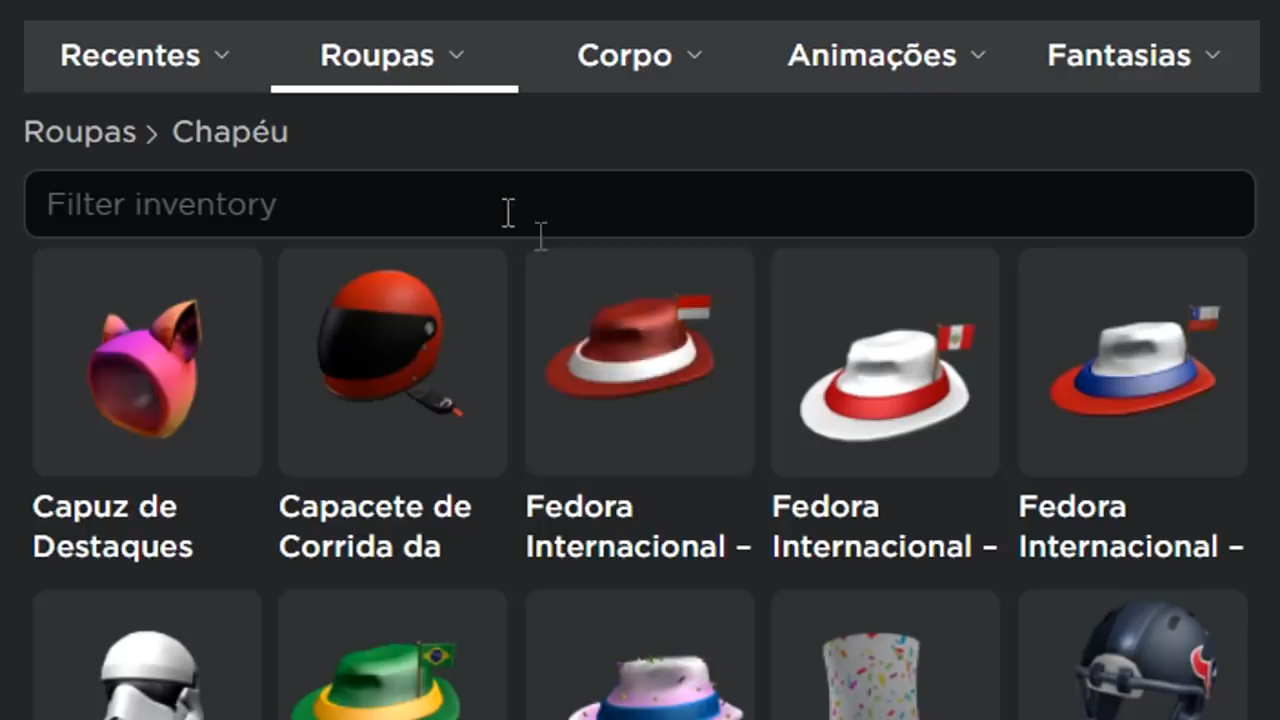 Recentes Roupas Corpo Animações Fantasias
Roupas > Chapéu
Filter inventory
Capuz de Destaques
Capacete de Corrida da
Fedora Internacional –
Fedora Internacional –
Fedora Internacional –